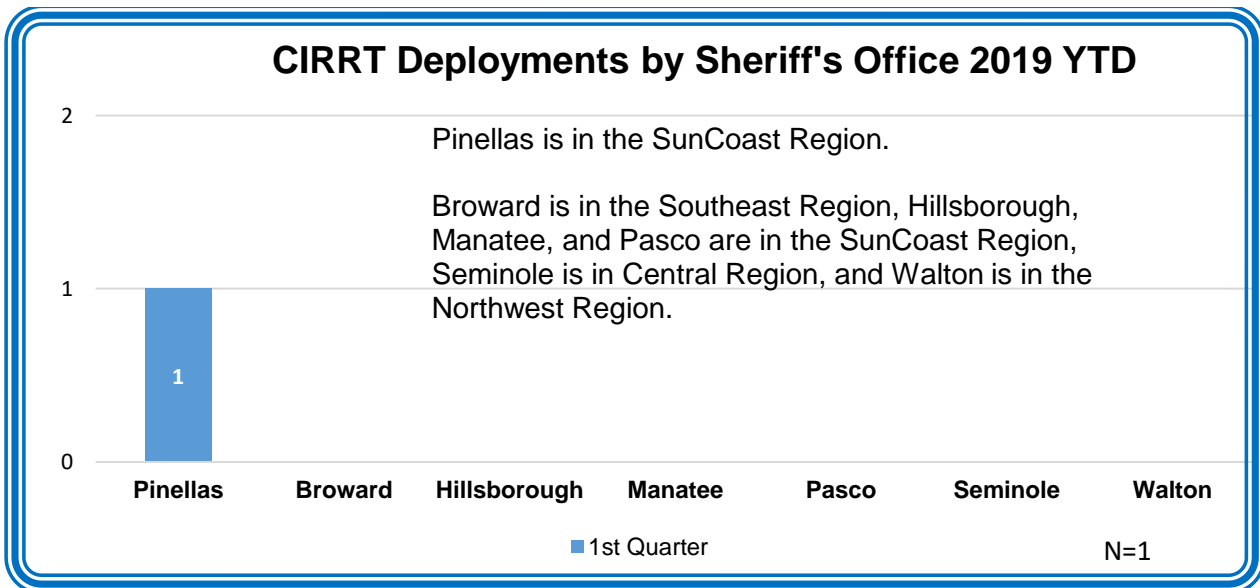 CIRRT Deployments by Sheriff's Office 2019 YTD
2
Pinellas is in the SunCoast Region.
Broward is in the Southeast Region, Hillsborough,
Manatee, and Pasco are in the SunCoast Region,
Seminole is in Central Region, and Walton is in the
Northwest Region.
1
1
0
Pinellas Broward Hillsborough Manatee Pasco Seminole Walton
1st Quarter
N=1